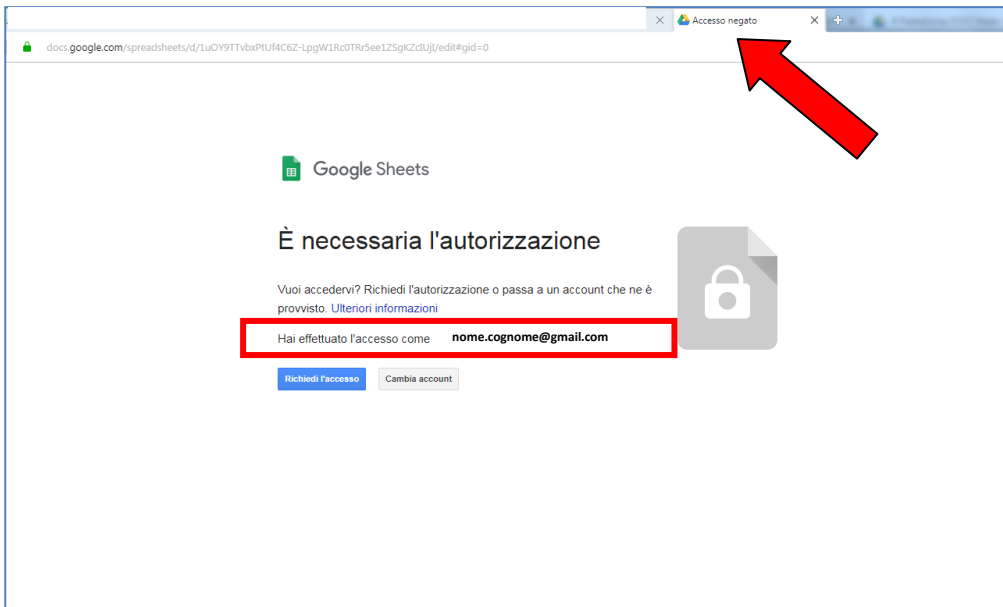 Accesso negato
docs.google.com/spreadsheets/d/1uOY9TTvbxPtUf4C6Z-LpgW1Rc0TRr5ee1ZSgKZcIUjI/edit#gid=0
Google Sheets
È necessaria l'autorizzazione
Vuoi accedervi? Richiedi l'autorizzazione o passa a un account che ne è
provvisto. Ulteriori informazioni
Hai effettuato l'accesso come nome.cognome@gmail.com
Richiedi l'accesso Cambia account